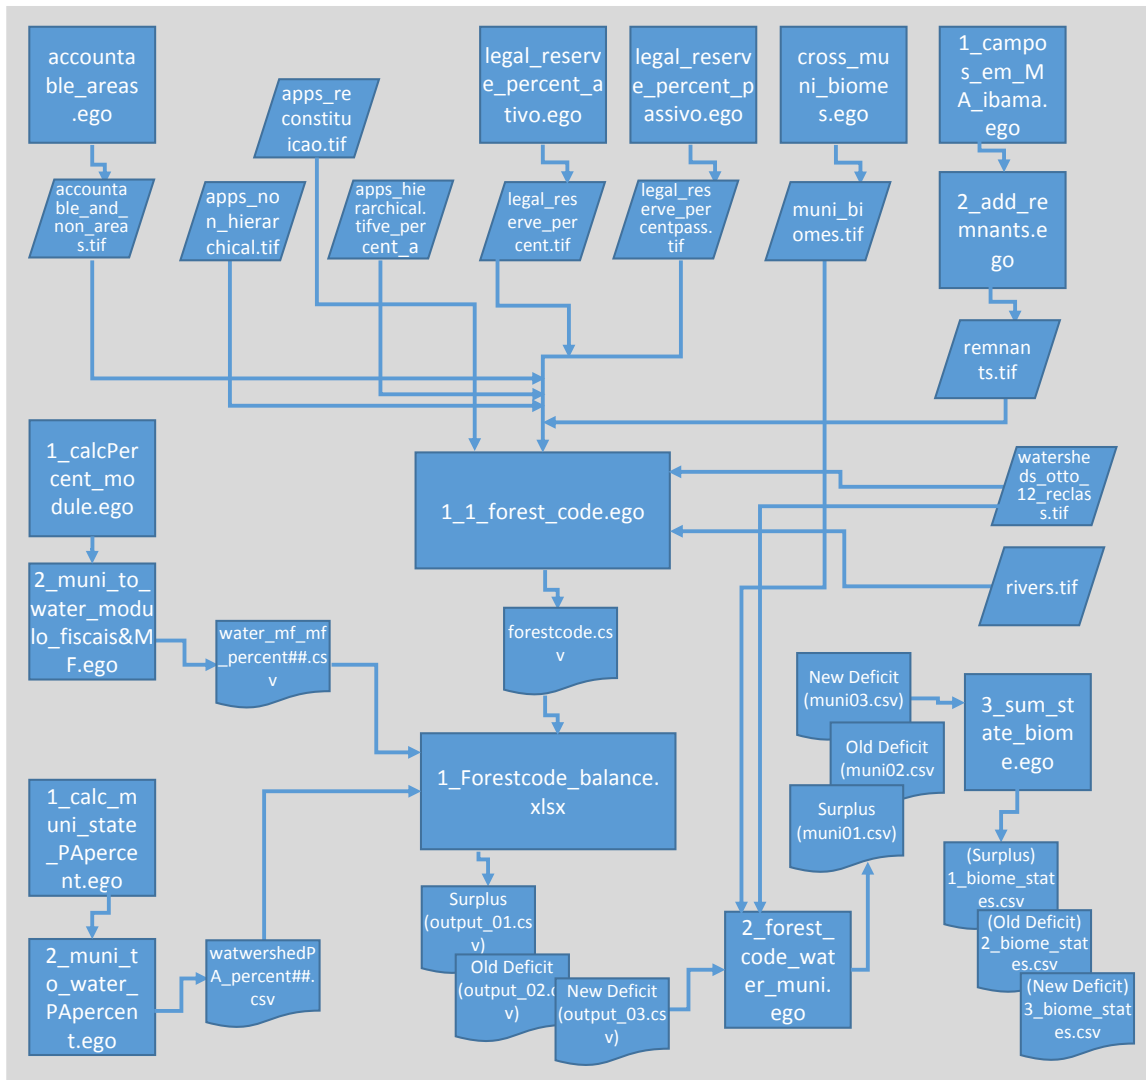 accounta
ble_areas
.ego
apps_re
constitu
icao.tif
legal_reserv
e_percent_a
tivo.ego
legal_reserv
e_percent_p
assivo.ego
cross_mu
ni_biome
s.ego
1_campo
s_em_M
A_ibama.
ego
accounta
ble_and_
non_area
s.tif
apps_no
n_hierar
chical.tif
apps_hie
rarchical.
tifve_per
cent_a
legal_res
erve_per
cent.tif
legal_res
erve_per
centpass.
tif
muni_bi
omes.tif
2_add_re
mnants.e
go
remnan
ts.tif
1_calcPer
cent_mo
dule.ego
1_1_forest_code.ego
watershe
ds_otto_
12_reclas
s.tif
2_muni_to_
water_modu
lo_fiscais&M
F.ego
rivers.tif
water_mf_mf
_percent##.cs
v
forestcode.cs
v
New Deficit
(muni03.csv)
3_sum_st
ate_biom
e.ego
Old Deficit
(muni02.csv
Surplus
(muni01.csv)
1_Forestcode_balance.
xlsx
1_calc_m
uni_state
_PAperce
nt.ego
(Surplus)
1_biome_stat
es.csv
Surplus
(output_01.cs
v)
Old Deficit
(output_02.c
v)
New Deficit
(output_03.cs
v)
2_forest_
code_wat
er_muni.
ego
(Old Deficit)
2_biome_stat
es.csv
(New Deficit)
3_biome_stat
es.csv
2_muni_t
o_water_
PApercen
t.ego
watwershedP
A_percent##.
csv